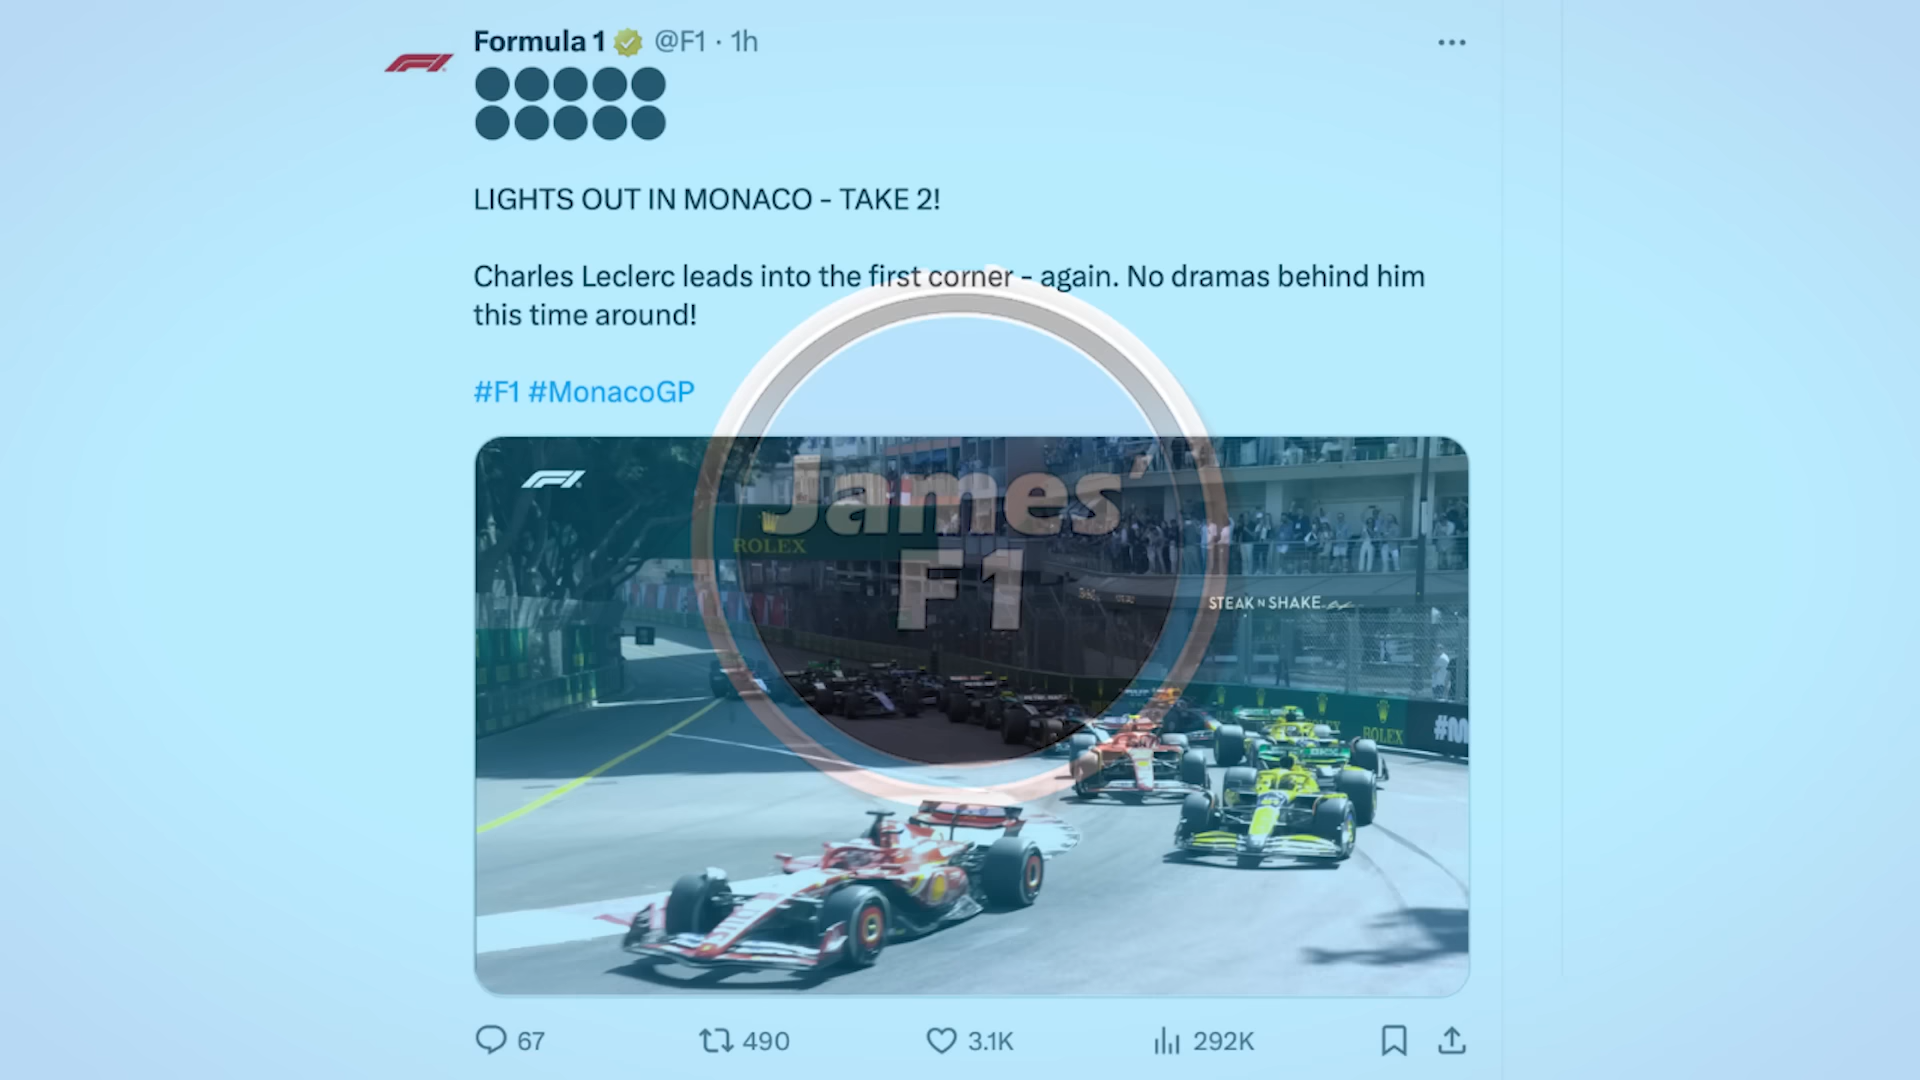 Formula 1 @F1 · 1h
LIGHTS OUT IN MONACO - TAKE 2!
Charles Leclerc leads into the first corner - again. No dramas behind him
this time around!
#F1 #MonacoGP
F1
James'
F1
ROLEX
STEAK N SHAKE
ROLEX
ROLEX
#M
67
490
3.1K
292K